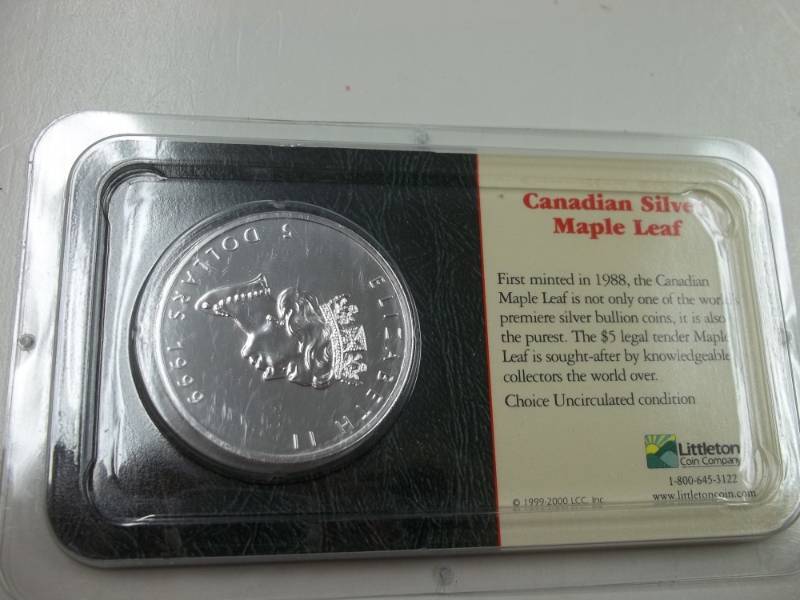 ELIZABETH II
5 DOLLARS 1999
Canadian Silve
Maple Leaf
First minted in 1988, the Canadian
Maple Leaf is not only one of the world's
premiere silver bullion coins, it is also
the purest. The $5 legal tender Maple
Leaf is sought-after by knowledgeable
collectors the world over.
Choice Uncirculated condition
Littleton
Coin Company
1-800-645-3122
© 1999-2000 LCC, Inc.
www.littletoncoin.com